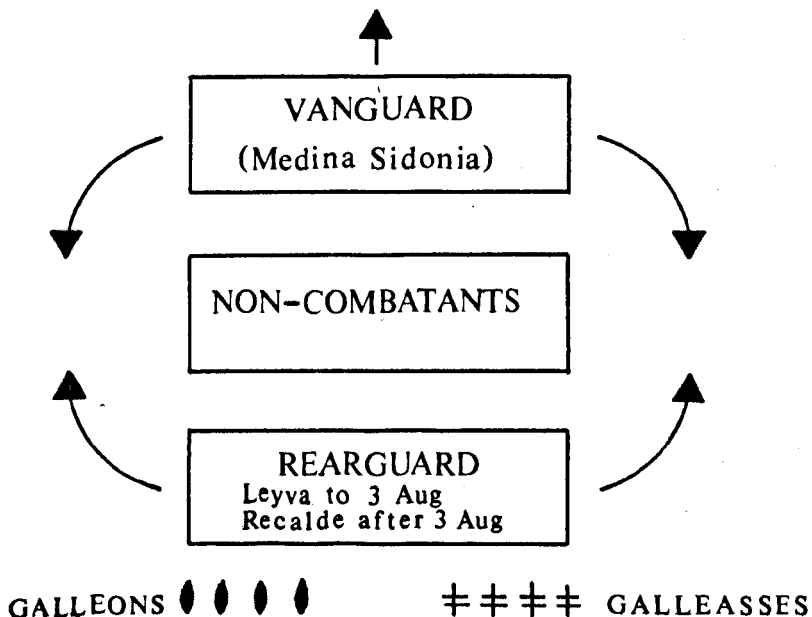 VANGUARD
(Medina Sidonia)
NON-COMBATANTS
REARGUARD
Leyva to 3 Aug
Recalde after 3 Aug
GALLEONS GALLEASSES